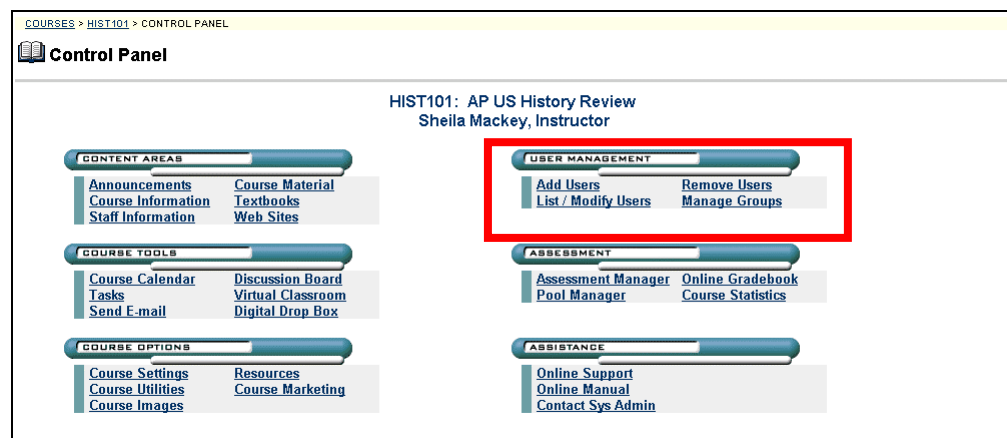 COURSES > HIST101 > CONTROL PANEL
Control Panel
HIST101: AP US History Review
Sheila Mackey, Instructor
CONTENT AREAS
Announcements Course Material
Course Information Textbooks
Staff Information Web Sites
USER MANAGEMENT
Add Users Remove Users
List / Modify Users Manage Groups
COURSE TOOLS
Course Calendar Discussion Board
Tasks Virtual Classroom
Send E-mail Digital Drop Box
ASSESSMENT
Assessment Manager Online Gradebook
Pool Manager Course Statistics
COURSE OPTIONS
Course Settings Resources
Course Utilities Course Marketing
Course Images
ASSISTANCE
Online Support
Online Manual
Contact Sys Admin